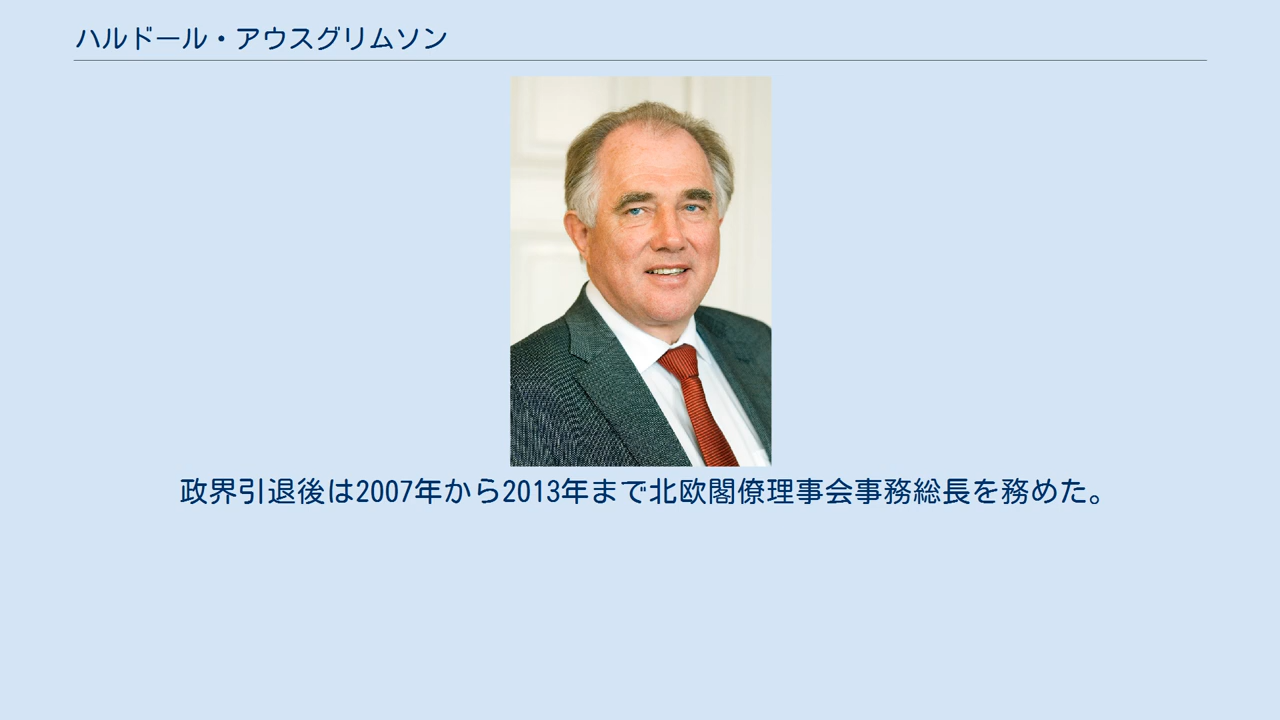 ハルドール・アウスグリムソン
政界引退後は2007年から2013年まで北欧閣僚理事会事務総長を務めた。